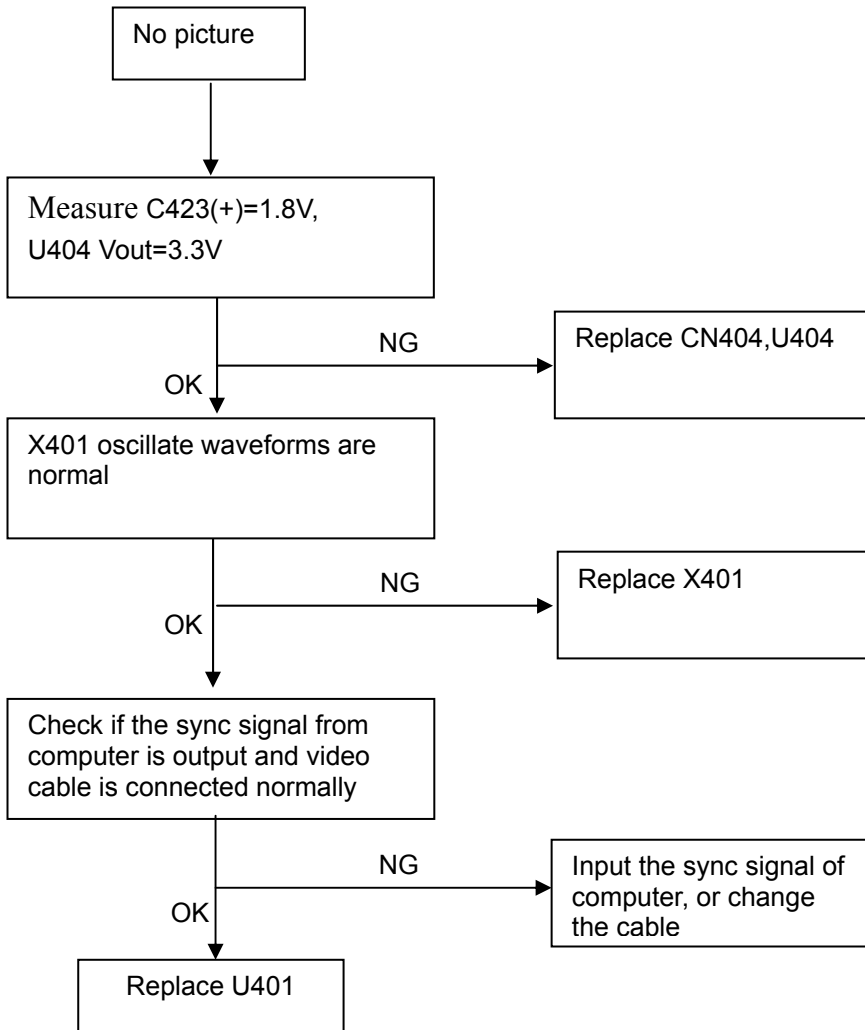 No picture
Measure C423(+)=1.8V,
U404 Vout=3.3V
NG
Replace CN404,U404
OK
X401 oscillate waveforms are
normal
NG
Replace X401
OK
Check if the sync signal from
computer is output and video
cable is connected normally
NG
Input the sync signal of
computer, or change
the cable
OK
Replace U401